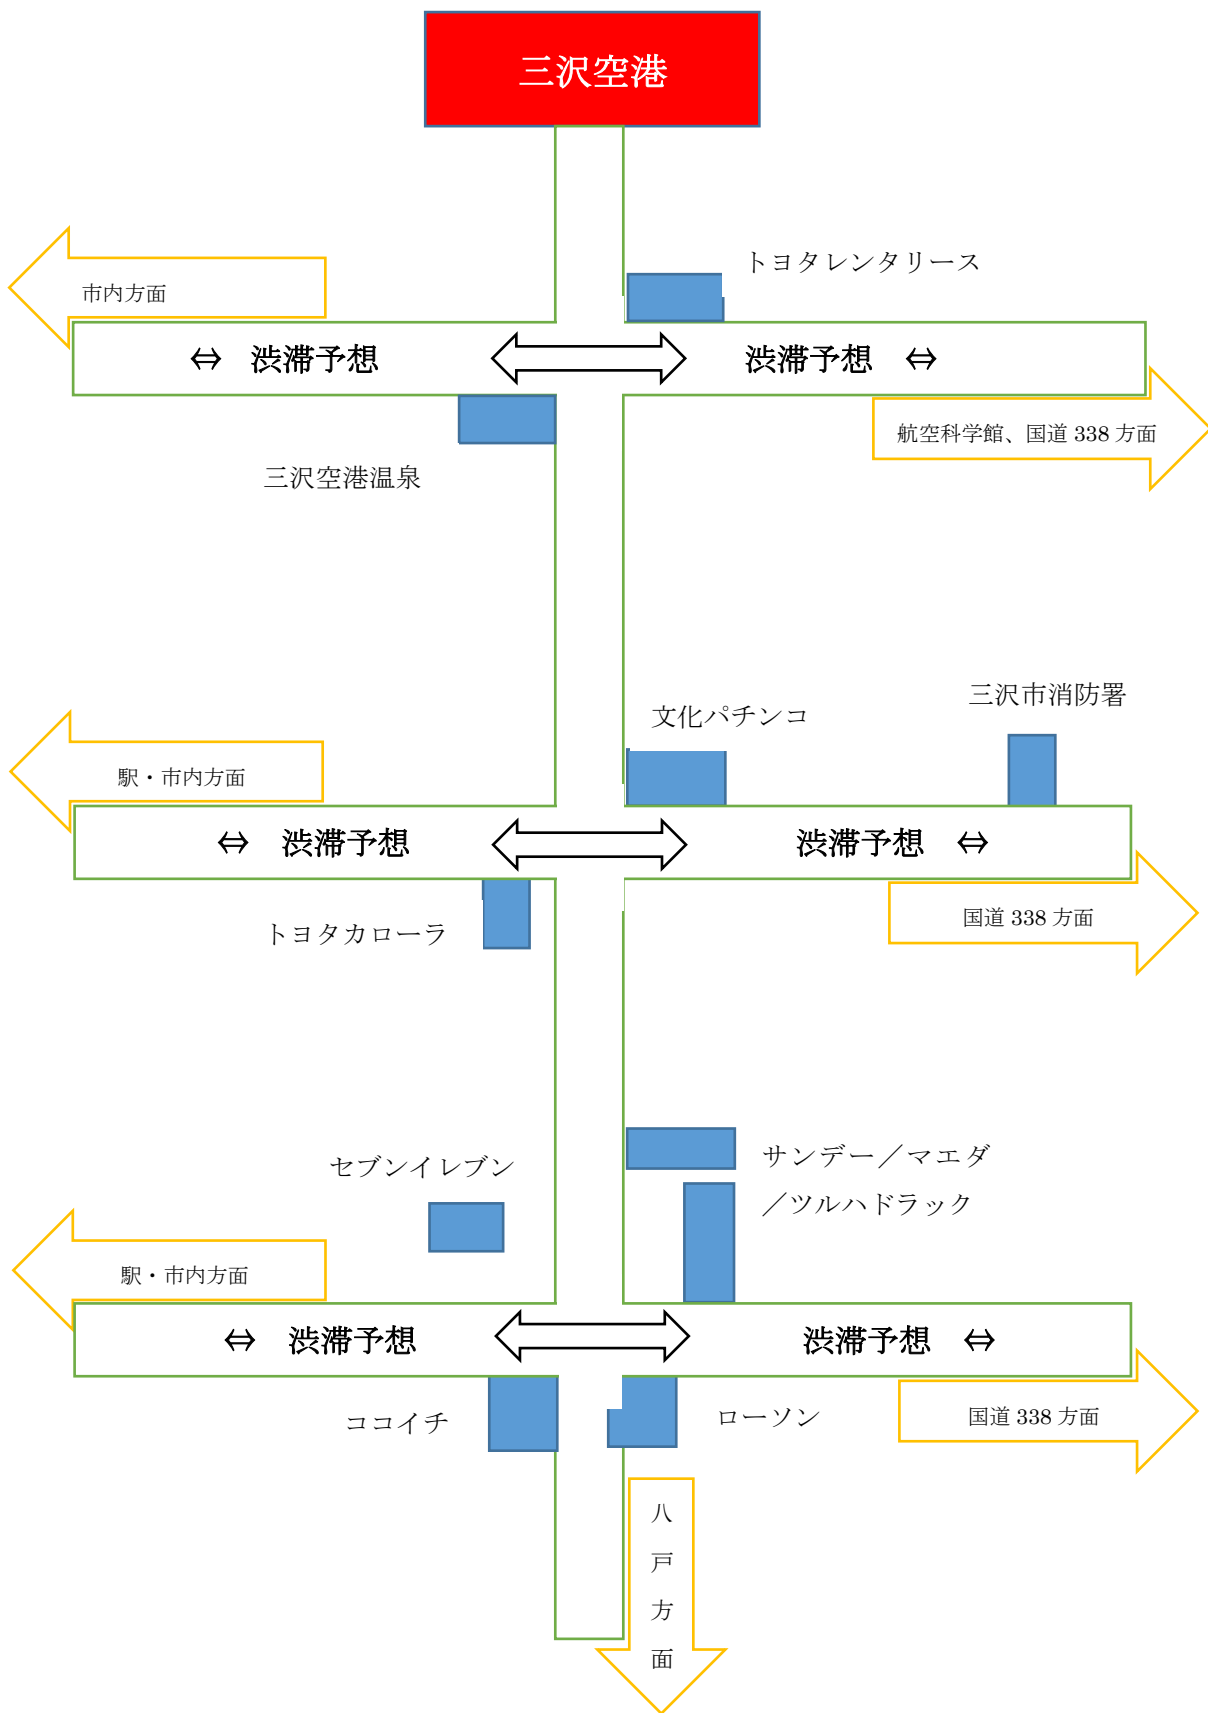 三沢空港
トヨタレンタリース
市内方面
⇔ 渋滞予想
渋滞予想 ⇔
航空科学館、国道 338 方面
三沢空港温泉
三沢市消防署
文化パチンコ
駅・市内方面
⇔ 渋滞予想
渋滞予想 ⇔
国道 338 方面
トヨタカローラ
サンデー／マエダ
セブンイレブン
／ツルハドラック
駅・市内方面
⇔ 渋滞予想
渋滞予想 ⇔
国道 338 方面
ココイチ
ローソン
八戸方面